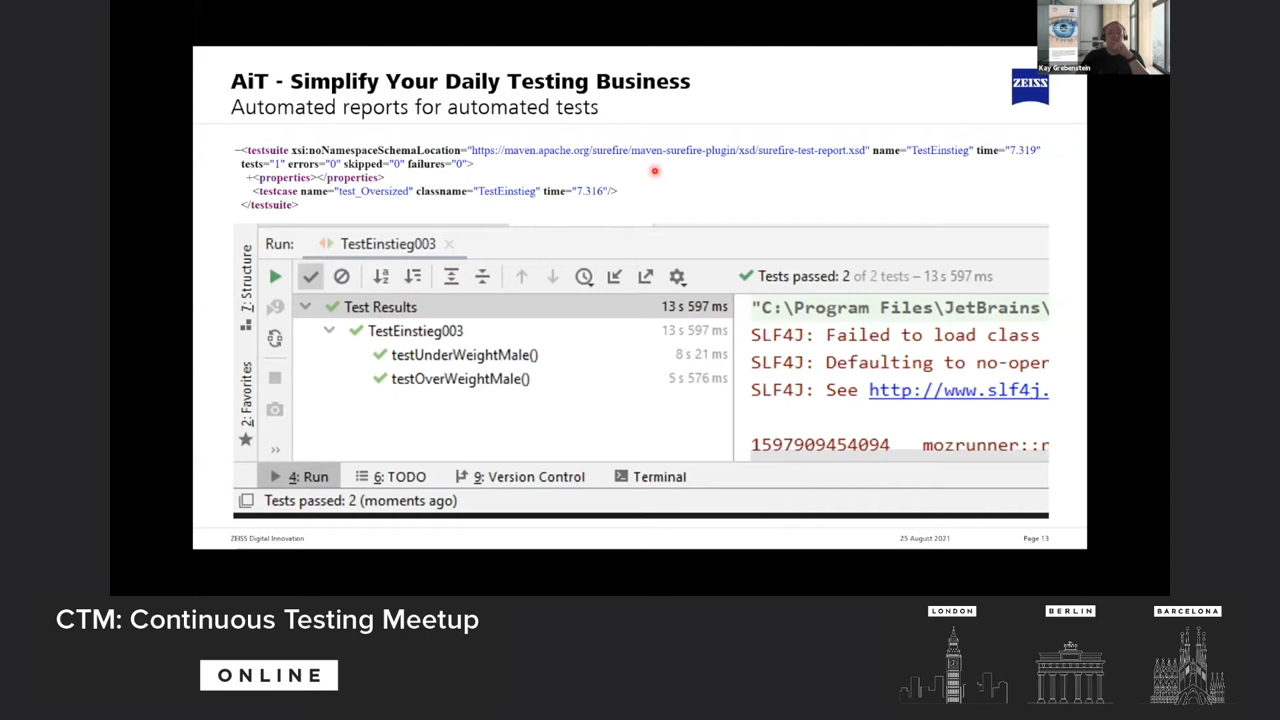 Kay Grebenstein
AiT - Simplify Your Daily Testing Business
Automated reports for automated tests
ZEISS
−<testsuite xsi:noNamespaceSchemaLocation="https://maven.apache.org/surefire/maven-surefire-plugin/xsd/surefire-test-report.xsd" name="TestEinstieg" time="7.319"
tests="1" errors="0" skipped="0" failures="0">
+<properties></properties>
<testcase name="test_Oversized" classname="TestEinstieg" time="7.316"/>
</testsuite>
Run: TestEinstieg003
Tests passed: 2 of 2 tests – 13 s 597 ms
7: Structure
2: Favorites
Test Results 13 s 597 ms
TestEinstieg003 13 s 597 ms
testUnderWeightMale() 8 s 21 ms
testOverWeightMale() 5 s 576 ms
"C:\Program Files\JetBrains\
SLF4J: Failed to load class
SLF4J: Defaulting to no-oper
SLF4J: See http://www.slf4j.
1597909454094 mozrunner::r
4: Run 6: TODO 9: Version Control Terminal
Tests passed: 2 (moments ago)
ZEISS Digital Innovation 25 August 2021 Page 13
CTM: Continuous Testing Meetup
ONLINE
LONDON BERLIN BARCELONA